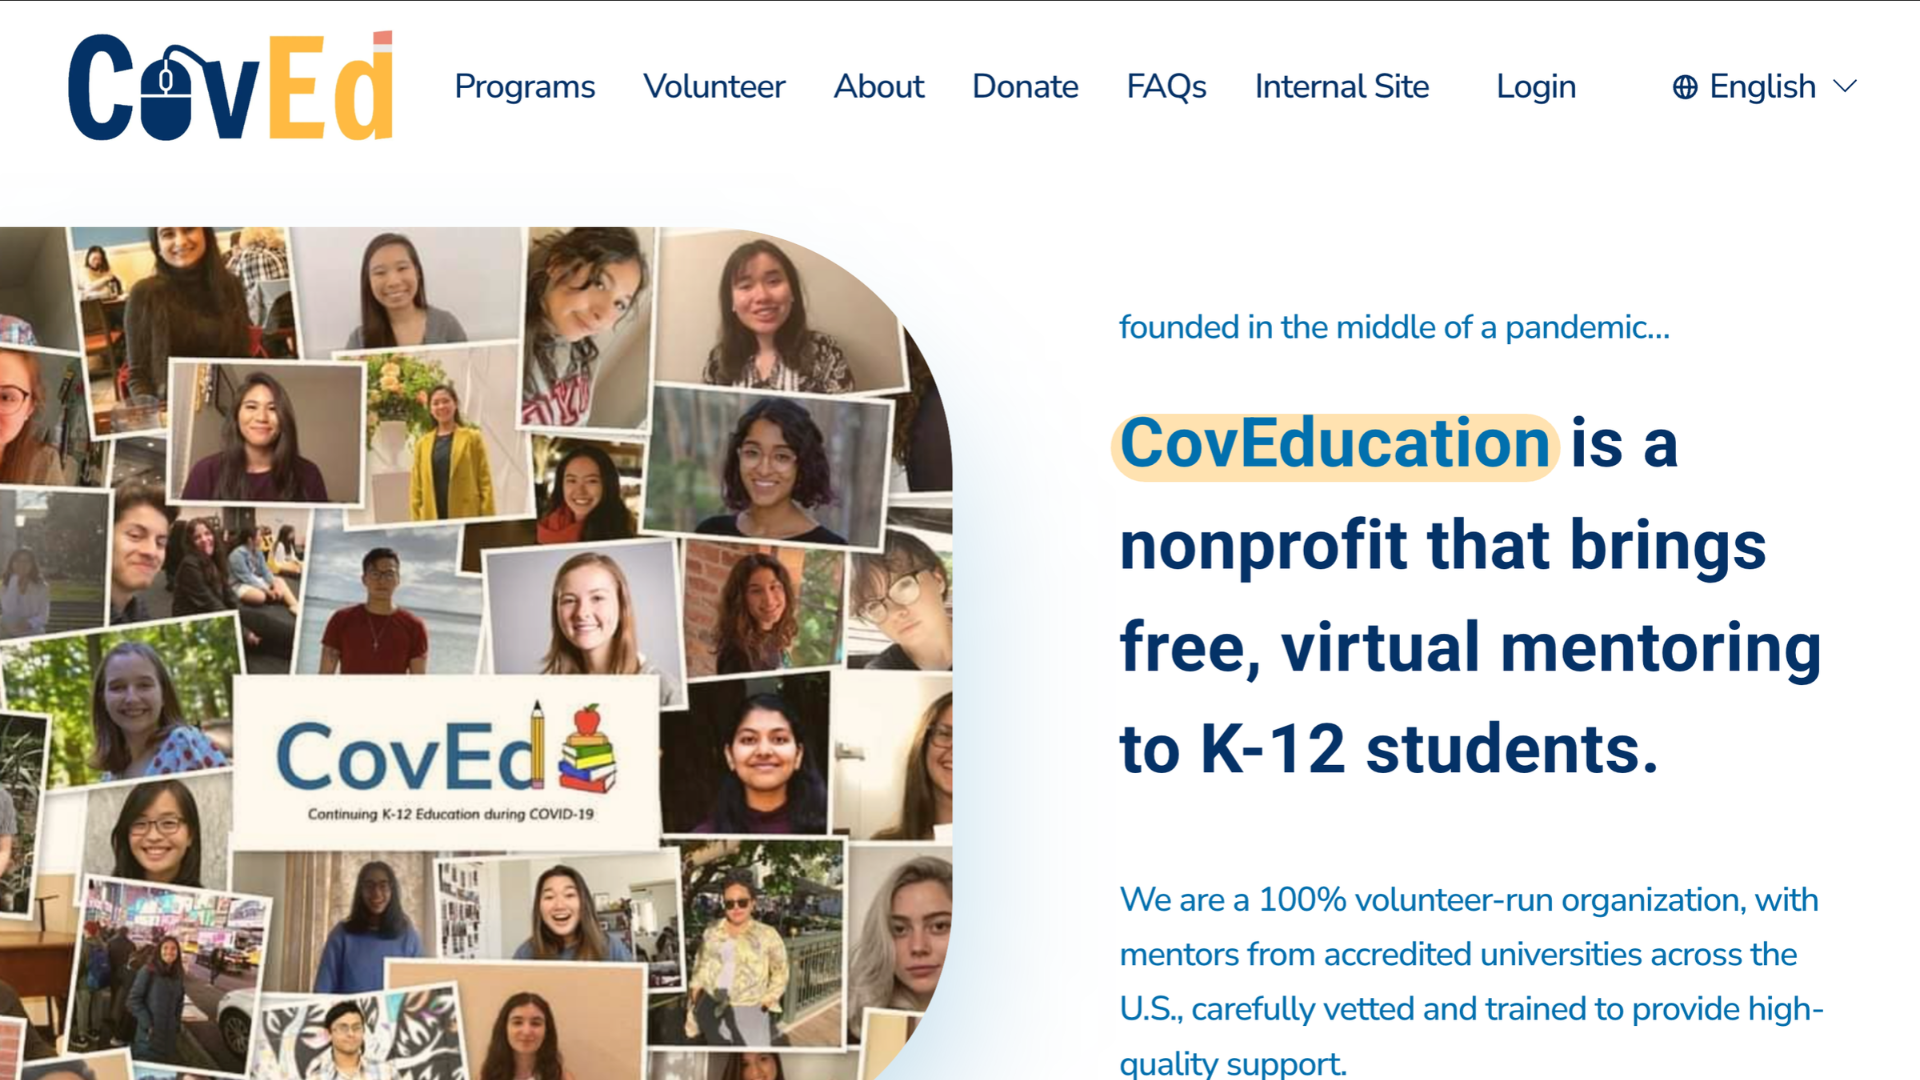 CovEd
Programs
Volunteer
About
Donate
FAQs
Internal Site
Login
English
founded in the middle of a pandemic...
CovEducation is a
nonprofit that brings
free, virtual mentoring
to K-12 students.
We are a 100% volunteer-run organization, with
mentors from accredited universities across the
U.S., carefully vetted and trained to provide high-
quality support.
CovEd
Continuing K-12 Education during COVID-19